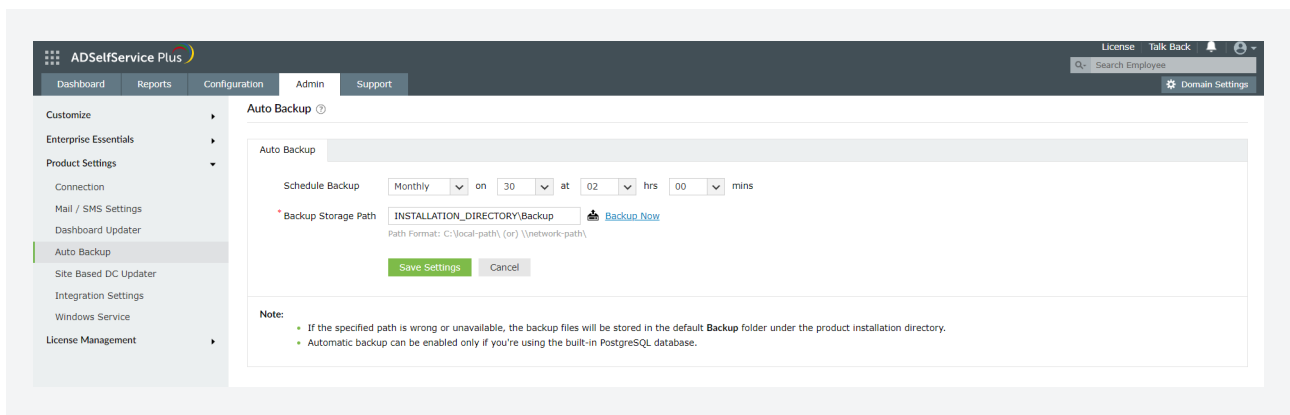 License Talk Back
ADSelfService Plus
Search Employee
Dashboard Reports Configuration Admin Support
Domain Settings
Customize
Enterprise Essentials
Product Settings
Connection
Mail / SMS Settings
Dashboard Updater
Auto Backup
Site Based DC Updater
Integration Settings
Windows Service
License Management
Auto Backup ?
Auto Backup
Schedule Backup Monthly on 30 at 02 hrs 00 mins
* Backup Storage Path INSTALLATION_DIRECTORY\Backup Backup Now
Path Format: C:\local-path\ (or) \\network-path\
Save Settings Cancel
Note:
• If the specified path is wrong or unavailable, the backup files will be stored in the default Backup folder under the product installation directory.
• Automatic backup can be enabled only if you're using the built-in PostgreSQL database.